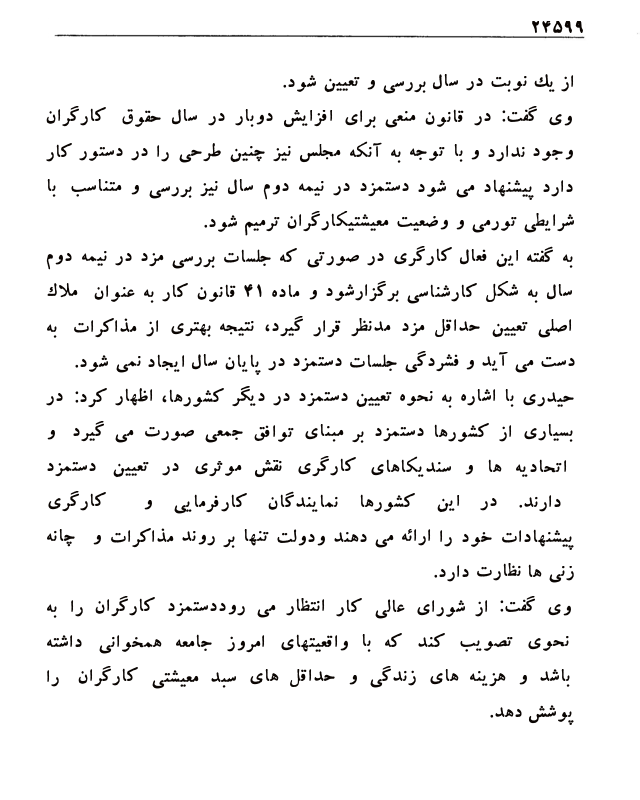 ۲۴۵۹۹
از يك نوبت در سال بررسی و تعیین شود.
وی گفت: در قانون منعی برای افزایش دوبار در سال حقوق کارگران
وجود ندارد و با توجه به آنکه مجلس نیز چنین طرحی را در دستور کار
دارد پیشنهاد می شود دستمزد در نیمه دوم سال نیز بررسی و متناسب با
شرایطی تورمی و وضعیت معیشتیکارگران ترمیم شود.
به گفته این فعال کارگری در صورتی که جلسات بررسی مزد در نیمه دوم
سال به شکل کارشناسی برگزارشود و ماده ۴۱ قانون کار به عنوان ملاك
اصلی تعیین حداقل مزد مدنظر قرار گیرد، نتیجه بهتری از مذاکرات به
دست می آید و فشردگی جلسات دستمزد در پایان سال ایجاد نمی شود.
حیدری با اشاره به نحوه تعیین دستمزد در دیگر کشورها، اظهار کرد: در
بسیاری از کشورها دستمزد بر مبنای توافق جمعی صورت می گیرد و
اتحادیه ها و سندیکاهای کارگری نقش موثری در تعیین دستمزد
دارند. در این کشورها نمایندگان کارفرمایی و کارگری
پیشنهادات خود را ارائه می دهند ودولت تنها بر روند مذاکرات و چانه
زنی ها نظارت دارد.
وی گفت: از شورای عالی کار انتظار می روددستمزد کارگران را به
نحوی تصویب کند که با واقعیتهای امروز جامعه همخوانی داشته
باشد و هزینه های زندگی و حداقل های سبد معیشتی کارگران را
پوشش دهد.